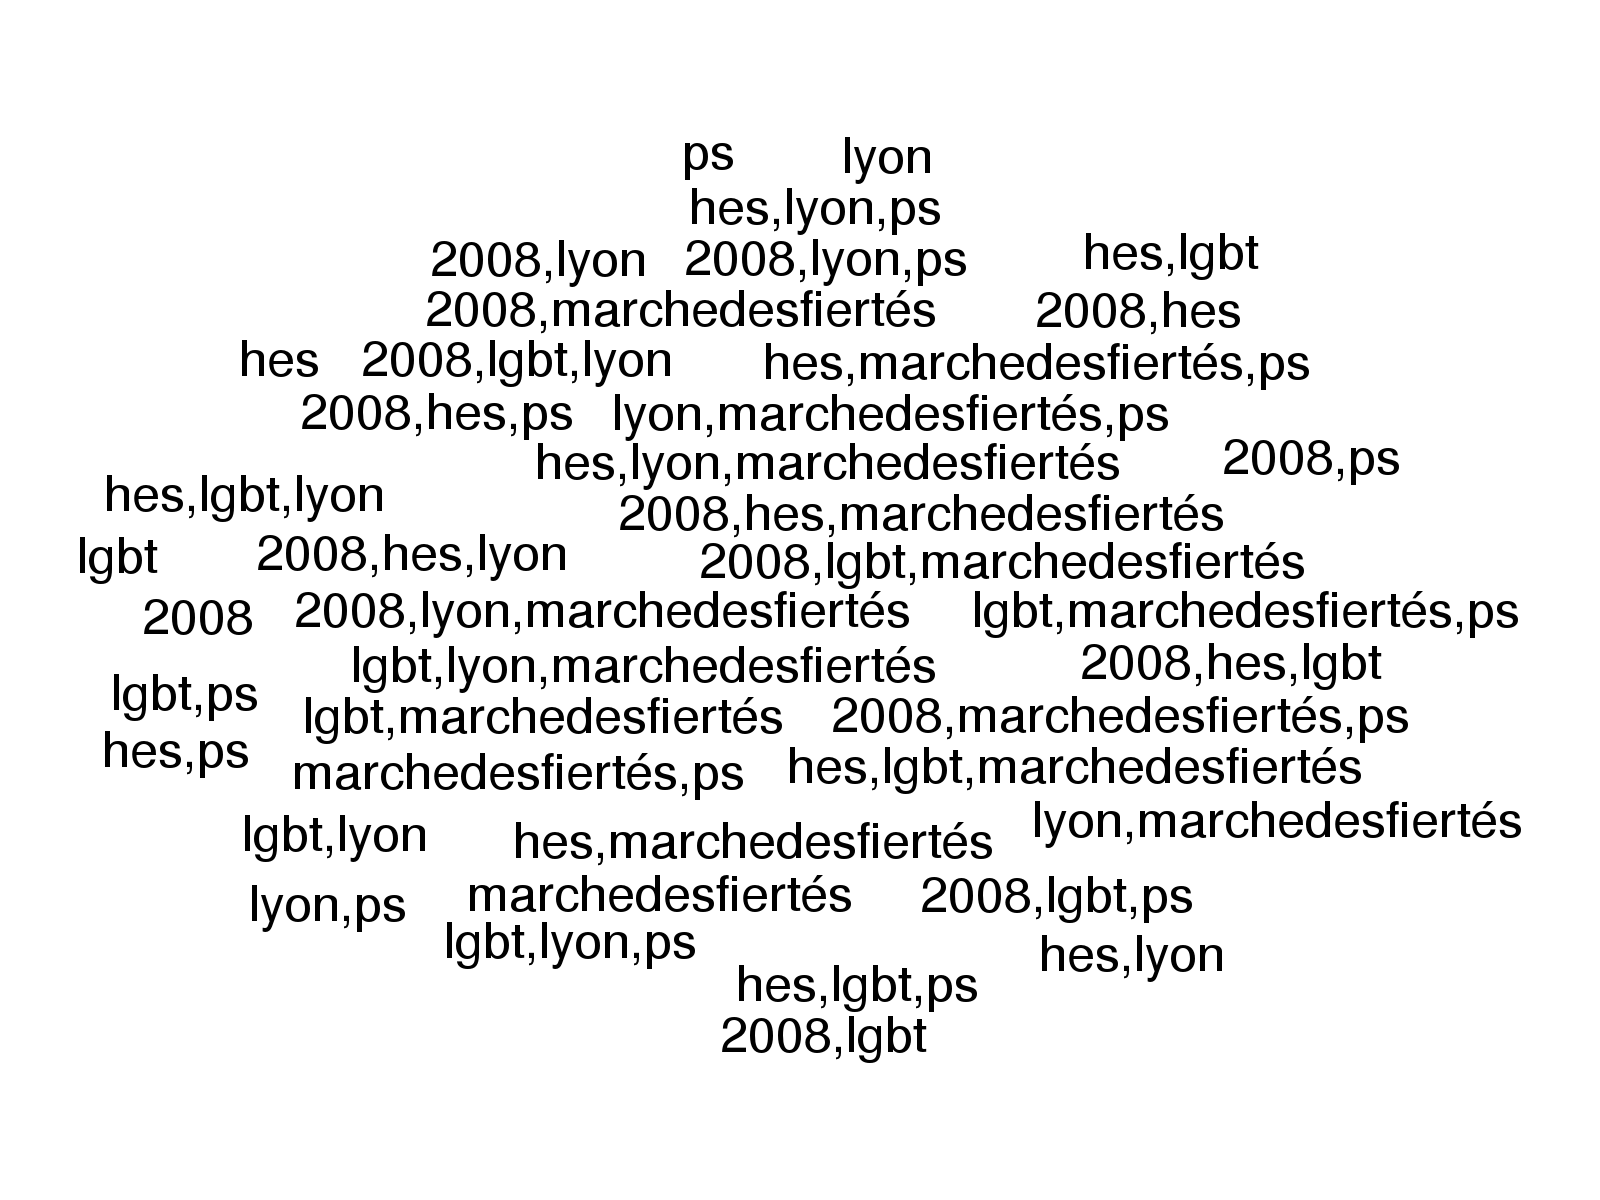 ps lyon
hes,lyon,ps
2008,lyon 2008,lyon,ps hes,lgbt
2008,marchedesfiertés 2008,hes
hes 2008,lgbt,lyon hes,marchedesfiertés,ps
2008,hes,ps lyon,marchedesfiertés,ps
hes,lyon,marchedesfiertés 2008,ps
hes,lgbt,lyon
2008,hes,marchedesfiertés
lgbt 2008,hes,lyon 2008,lgbt,marchedesfiertés
2008 2008,lyon,marchedesfiertés lgbt,marchedesfiertés,ps
lgbt,lyon,marchedesfiertés 2008,hes,lgbt
lgbt,ps
lgbt,marchedesfiertés 2008,marchedesfiertés,ps
hes,ps
marchedesfiertés,ps hes,lgbt,marchedesfiertés
lgbt,lyon hes,marchedesfiertés lyon,marchedesfiertés
lyon,ps marchedesfiertés 2008,lgbt,ps
lgbt,lyon,ps hes,lyon
hes,lgbt,ps
2008,lgbt